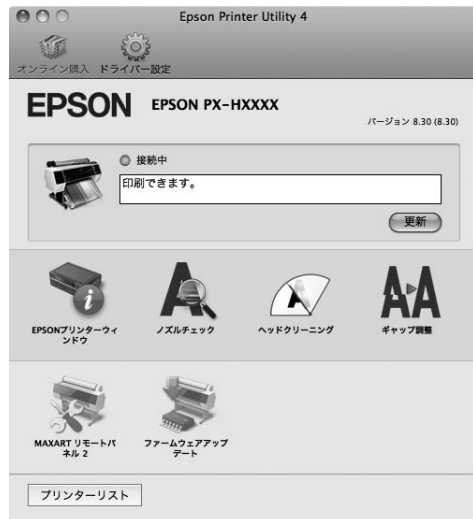 Epson Printer Utility 4
オンライン購入 ドライバー設定
EPSON EPSON PX-HXXXX
バージョン 8.30 (8.30)
接続中
印刷できます。
更新
EPSONプリンターウィ
ンドウ
ノズルチェック
ヘッドクリーニング
ギャップ調整
MAXART リモートパ
ネル 2
ファームウェアアップ
デート
プリンターリスト